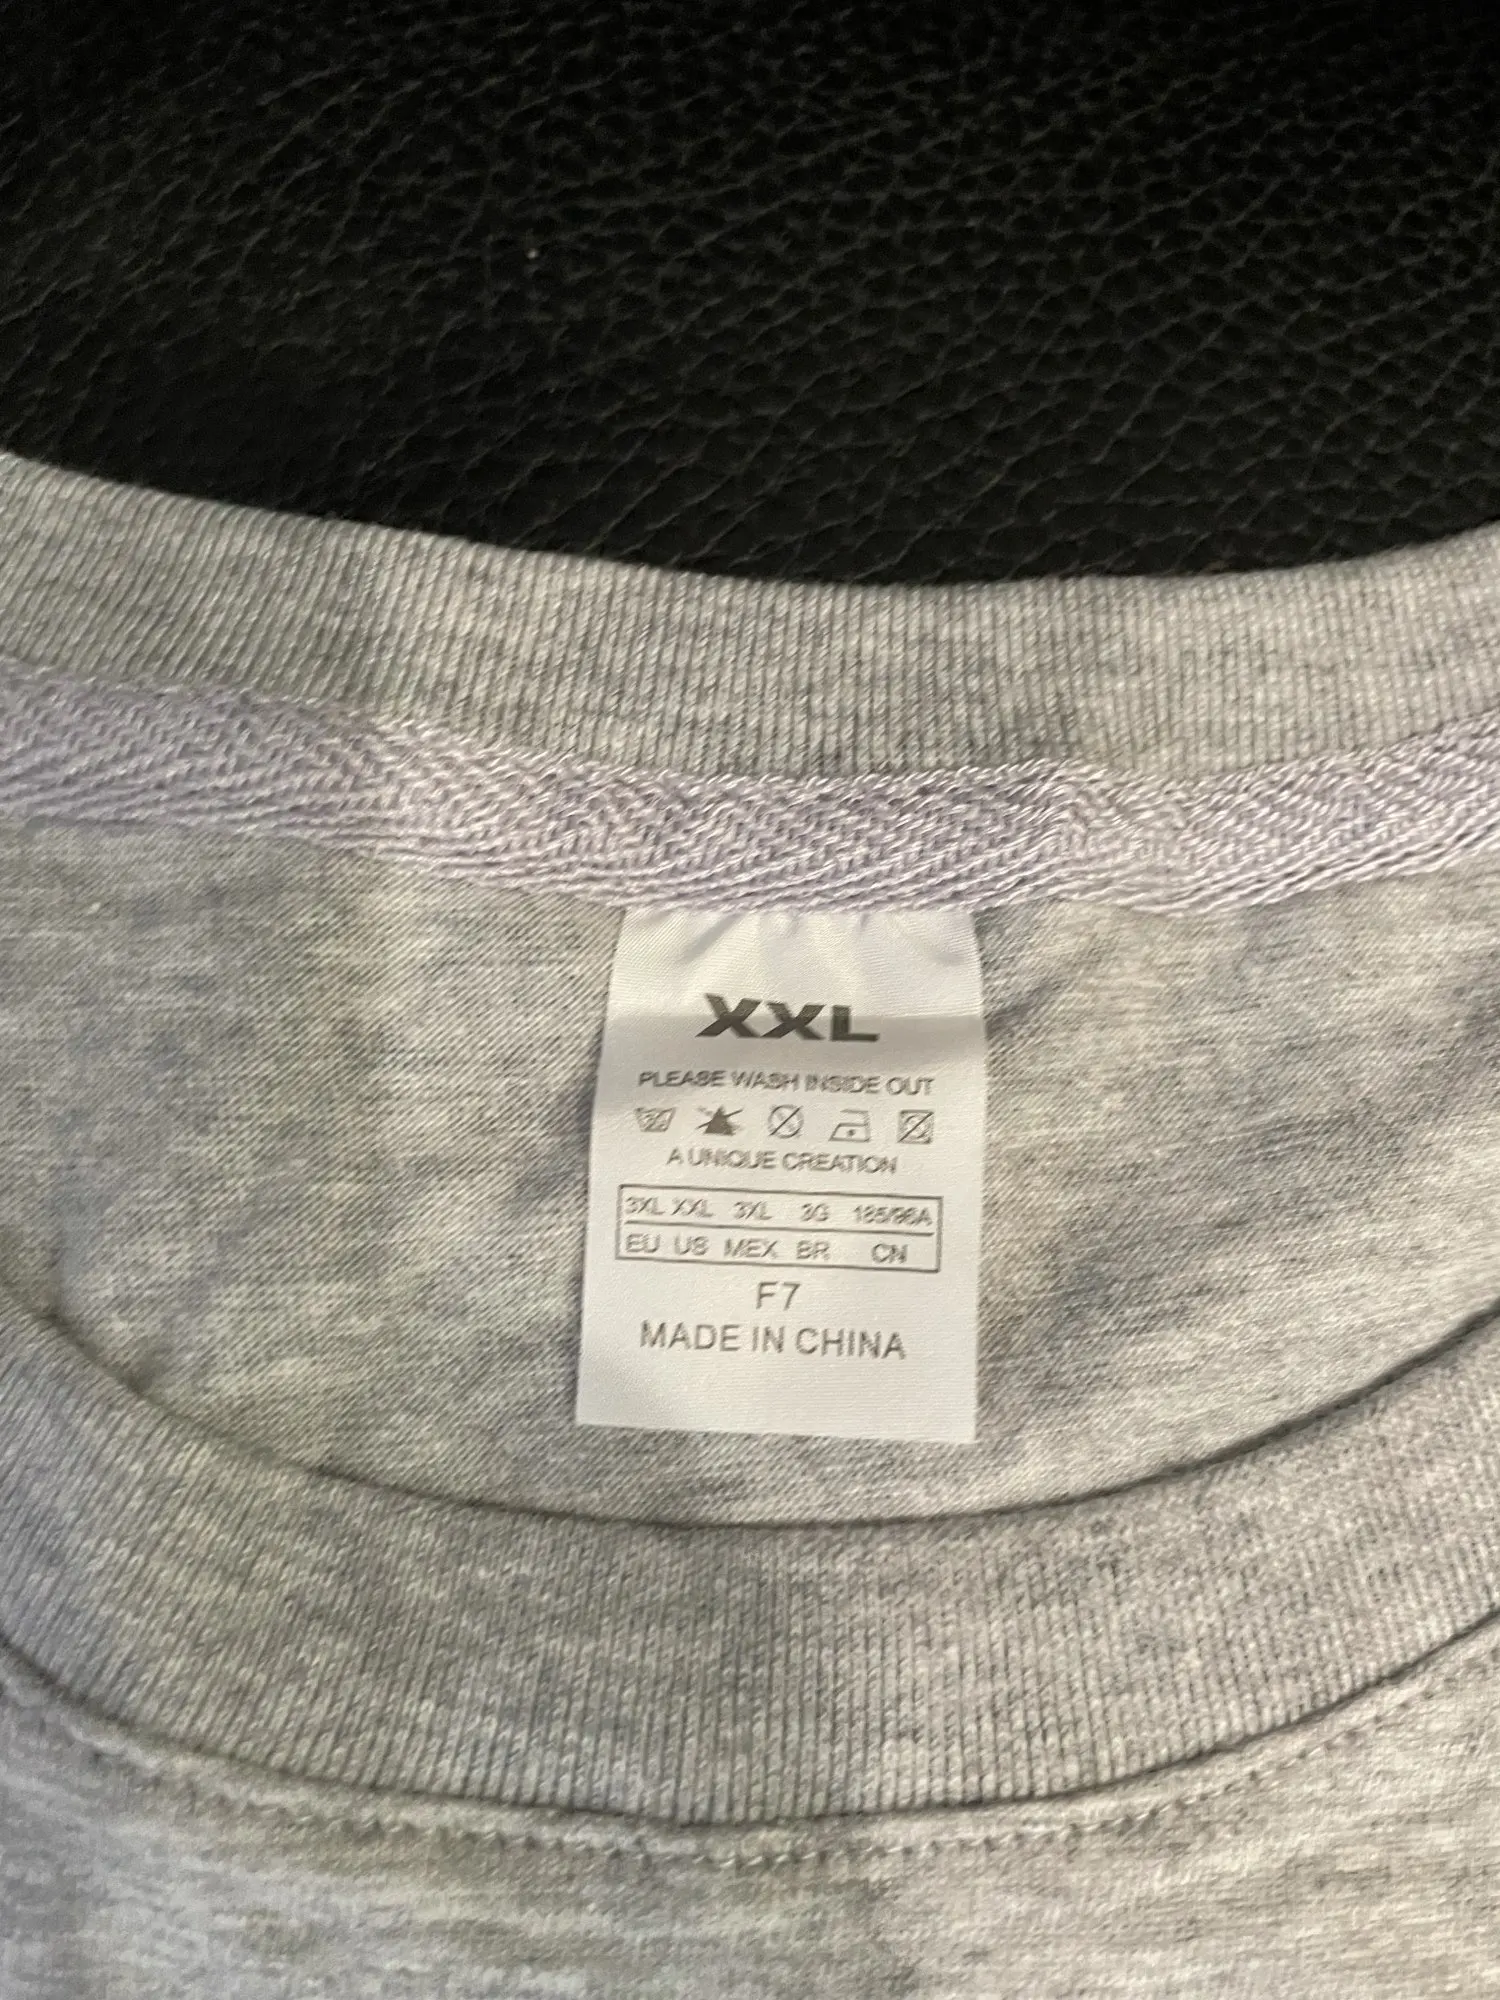 XXL
PLEASE WASH INSIDE OUT
A UNIQUE CREATION
3XL XXL 3XL 3G 185/96A
EU US MEX BR CN
F7
MADE IN CHINA